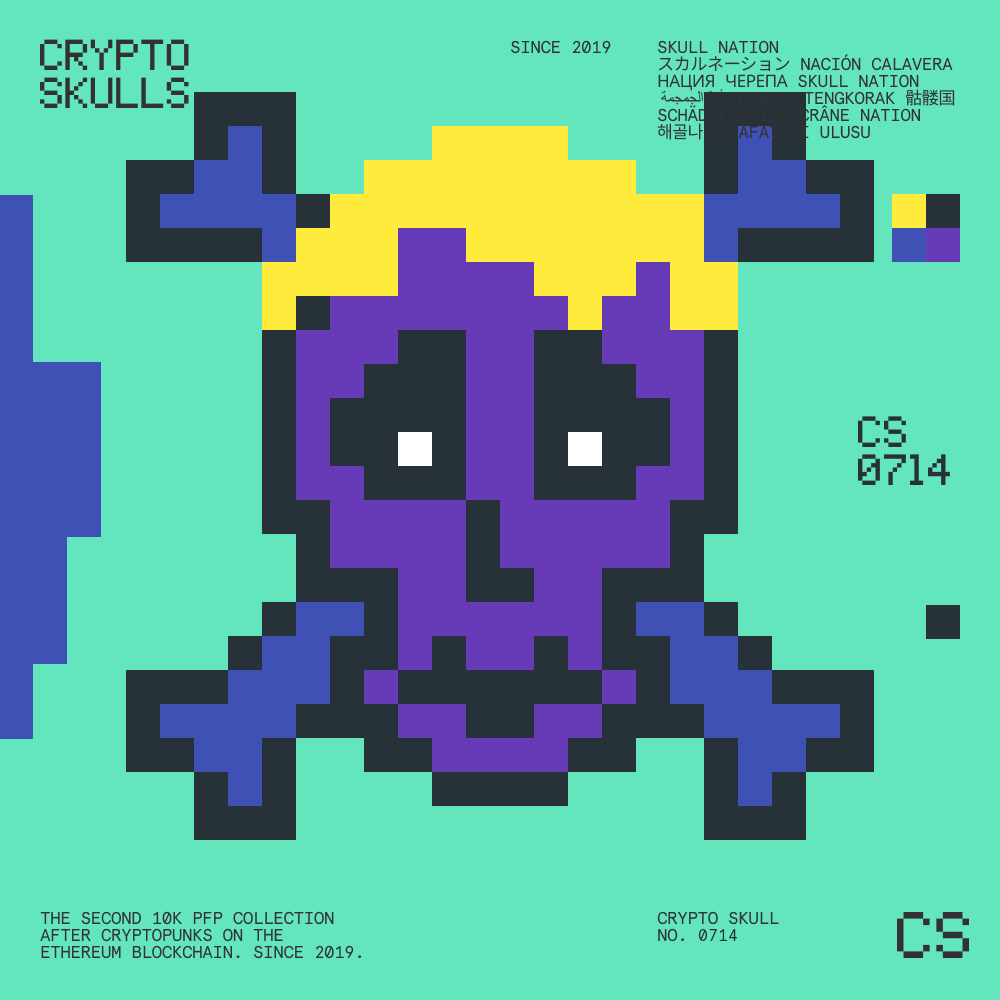 CRYPTO
SKULLS
SINCE 2019
SKULL NATION
スカルネーション NACIÓN CALAVERA
НАЦИЯ ЧЕРЕПА SKULL NATION
الجمجمة TENGKORAK 骷髅国
CRÂNE NATION
해골나 KAFA ULUSU
CS
0714
THE SECOND 10K PFP COLLECTION
AFTER CRYPTOPUNKS ON THE
ETHEREUM BLOCKCHAIN. SINCE 2019.
CRYPTO SKULL
NO. 0714
CS